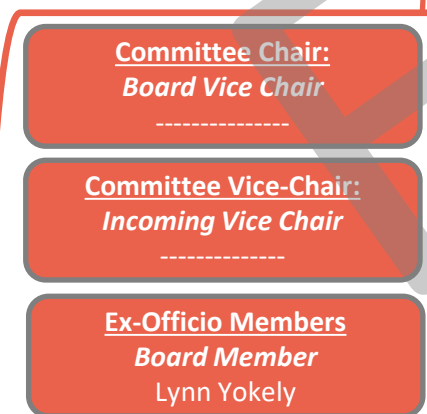 Committee Chair:
Board Vice Chair
---------------
Committee Vice-Chair:
Incoming Vice Chair
--------------
Ex-Officio Members
Board Member
Lynn Yokely